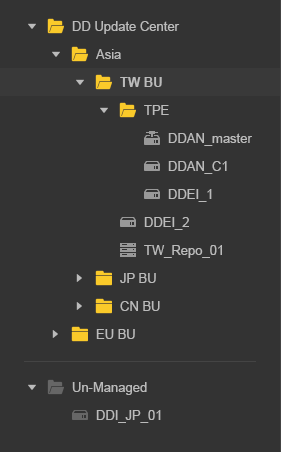 DD Update Center
Asia
TW BU
TPE
DDAN_master
DDAN_C1
DDEI_1
DDEI_2
TW_Repo_01
JP BU
CN BU
EU BU
Un-Managed
DDI_JP_01